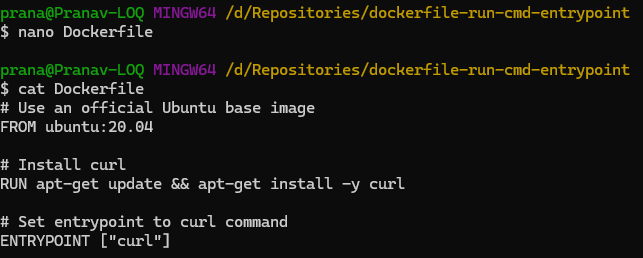 prana@Pranav-LOQ MINGW64 /d/Repositories/dockerfile-run-cmd-entrypoint
$ nano Dockerfile
prana@Pranav-LOQ MINGW64 /d/Repositories/dockerfile-run-cmd-entrypoint
$ cat Dockerfile
# Use an official Ubuntu base image
FROM ubuntu:20.04
# Install curl
RUN apt-get update && apt-get install -y curl
# Set entrypoint to curl command
ENTRYPOINT ["curl"]